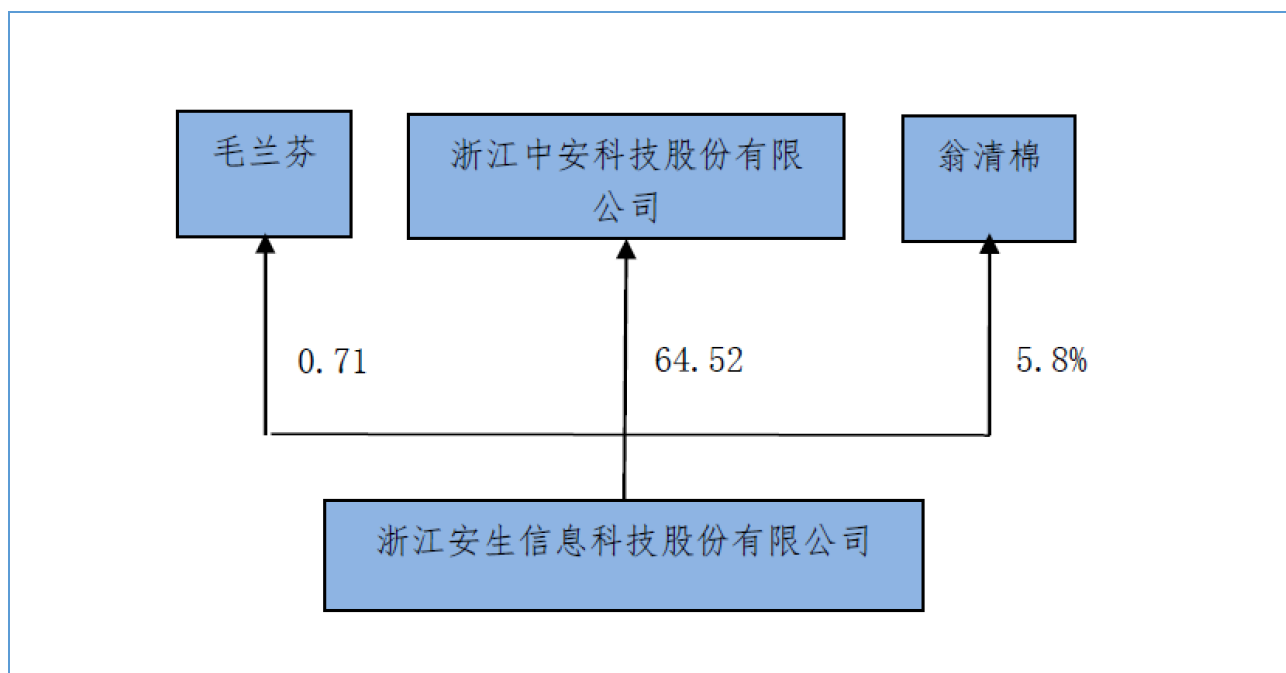 毛兰芬
浙江中安科技股份有限
公司
翁清棉
0.71
64.52
5.8%
浙江安生信息科技股份有限公司